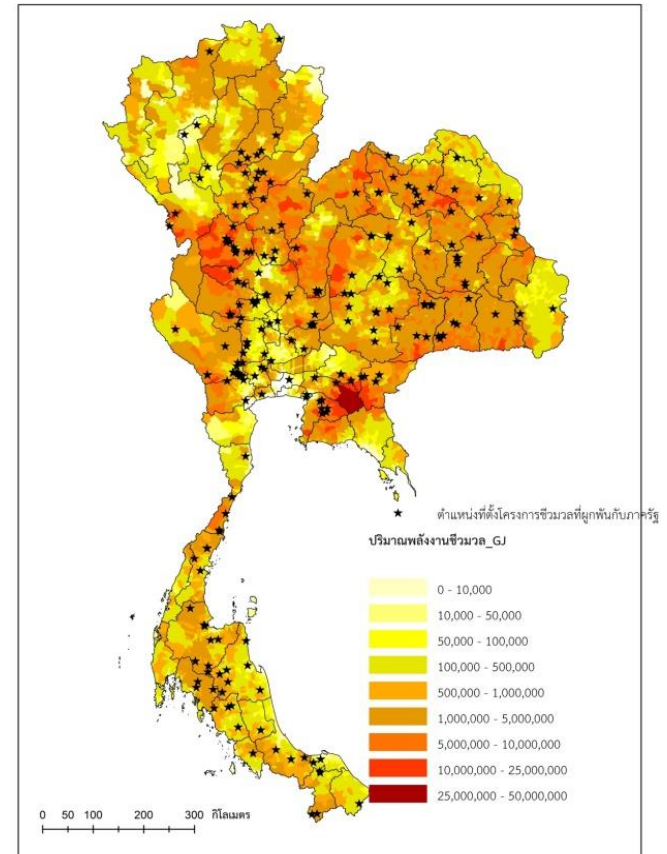 ★ ตำแหน่งที่ตั้งโครงการชีวมวลที่ผูกพันกับภาครัฐ
ปริมาณพลังงานชีวมวล_GJ
0 - 10,000
10,000 - 50,000
50,000 - 100,000
100,000 - 500,000
500,000 - 1,000,000
1,000,000 - 5,000,000
5,000,000 - 10,000,000
10,000,000 - 25,000,000
25,000,000 - 50,000,000
0 50 100 200 300 กิโลเมตร